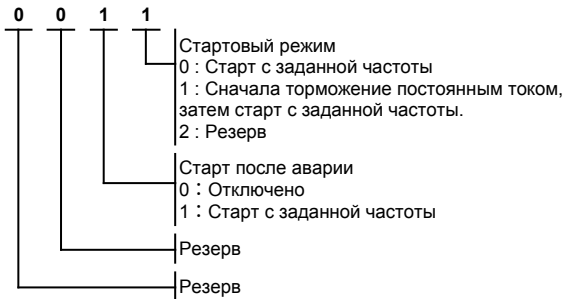 0 0 1 1
Стартовый режим
0 : Старт с заданной частоты
1 : Сначала торможение постоянным током,
затем старт с заданной частоты.
2 : Резерв
Старт после аварии
0：Отключено
1：Старт с заданной частоты
Резерв
Резерв